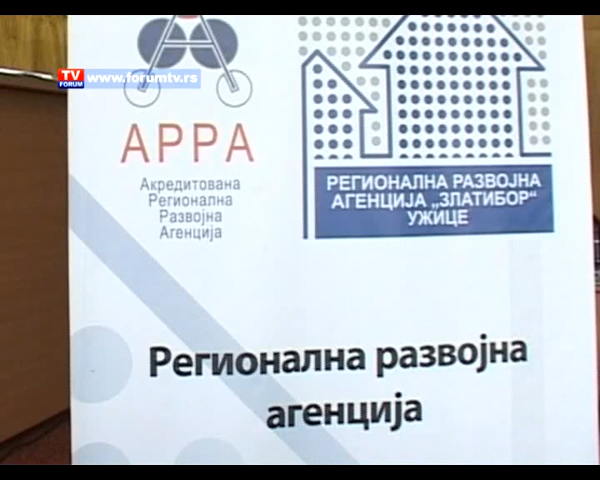 TV
FORUM
www.forumtv.rs
АРРА
Акредитована
Регионална
Развојна
Агенција
РЕГИОНАЛНА РАЗВОЈНА
АГЕНЦИЈА „ЗЛАТИБОР“
УЖИЦЕ
Регионална развојна
агенција